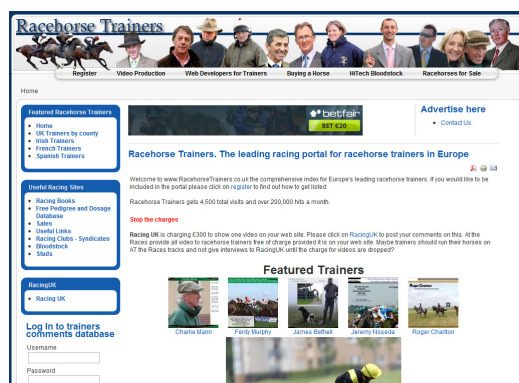 Racehorse Trainers
Register
Video Production
Web Developers for Trainers
Buying a Horse
HiTech Bloodstock
Racehorses for Sale
Home
Featured Racehorse Trainers
Home
UK Trainers by county
Irish Trainers
French Trainers
Spanish Trainers
Useful Racing Sites
Racing Books
Free Pedigree and Dosage
Database
Sales
Useful Links
Racing Clubs - Syndicates
Bloodstock
Studs
RacingUK
Racing UK
Log In to trainers
comments database
Username
Password
betfair
BET €20
Advertise here
Contact Us
Racehorse Trainers. The leading racing portal for racehorse trainers in Europe
Welcome to www.RacehorseTrainers.co.uk the comprehensive index for Europe's leading racehorse trainers. If you would like to be
included in the portal please click on register to find out how to get listed.
Racehorse Trainers gets 4,500 total visits and over 200,000 hits a month.
Stop the charges
Racing UK is charging £300 to show one video on your web site. Please click on RacingUK to post your comments on this. At the
Races provide all video to racehorse trainers free of charge provided it is on your web site. Maybe trainers should run their horses on
AT the Races tracks and not give interviews to RacingUK until the charge for videos are dropped?
Featured Trainers
Roger Charlton
Charlie Mann
Ferdy Murphy
James Bethell
Jeremy Noseda
Roger Charlton